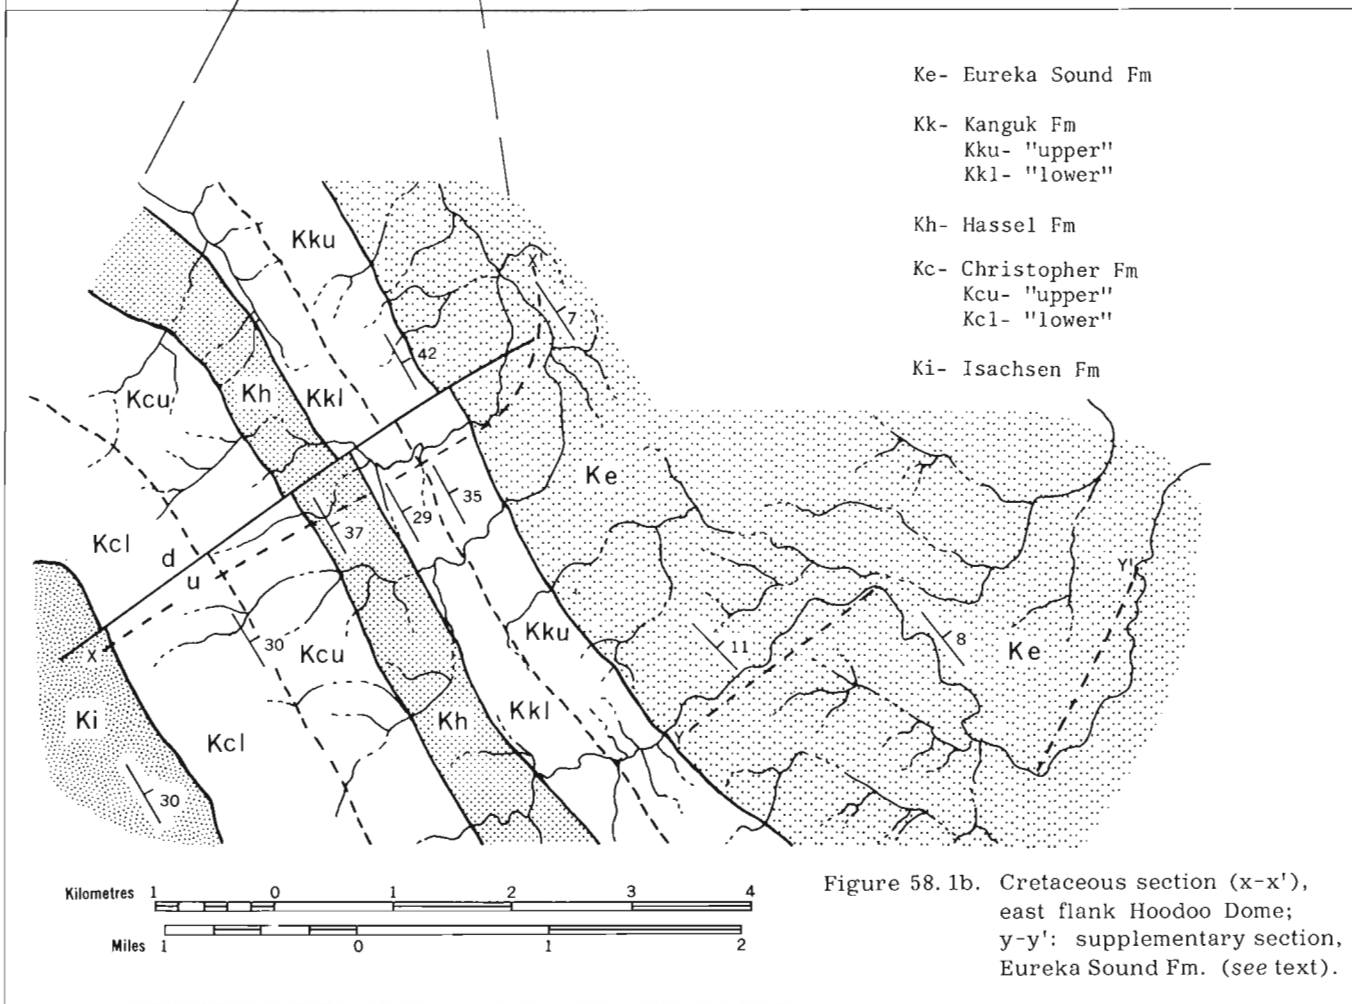 Ke- Eureka Sound Fm
Kk- Kanguk Fm
Kku- "upper"
Kkl- "lower"
Kh- Hassel Fm
Kc- Christopher Fm
Kcu- "upper"
Kcl- "lower"
Ki- Isachsen Fm
Kku
X'
7
42
Kcu
Kh
Kkl
Ke
35
29
37
Kcl
d
u
Y'
X
30
Kcu
Kku
11
8
Ke
Ki
Kcl
Kh
Kkl
Y
30
Kilometres 1 0 1 2 3 4
Miles 1 0 1 2
Figure 58.1b. Cretaceous section (x-x'),
east flank Hoodoo Dome;
y-y': supplementary section,
Eureka Sound Fm. (see text).